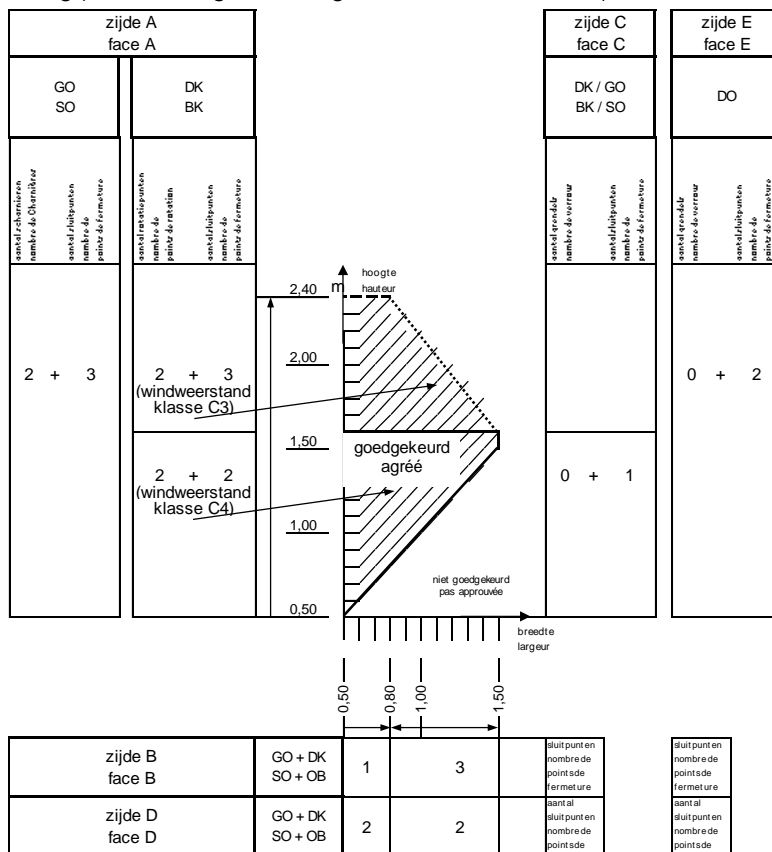 zijde A
face A
zijde C
face C
zijde E
face E
GO
SO
DK
BK
DK / GO
BK / SO
DO
aantal scharnieren
nombre de Charnières
aantal sluitpunten
nombre de
points de fermeture
aantal rotatiepunten
nombre de
points de rotation
aantal sluitpunten
nombre de
points de fermeture
aantal grendels
nombre de verroux
aantal sluitpunten
nombre de
points de fermeture
aantal grendels
nombre de verroux
aantal sluitpunten
nombre de
points de fermeture
m
hoogte
hauteur
2,40
2,00
1,50
1,00
0,50
2 + 3
2 + 3
(windweerstand
klasse C3)
2 + 2
(windweerstand
klasse C4)
goedgekeurd
agréé
0 + 1
0 + 2
niet goedgekeurd
pas approuvée
breedte
largeur
0,50
0,80
1,00
1,50
zijde B
face B
GO + DK
SO + OB
1
3
sluitpunten
nombre de
points de
fermeture
sluitpunten
nombre de
points de
fermeture
zijde D
face D
GO + DK
SO + OB
2
2
aantal
sluitpunten
nombre de
points de
aantal
sluitpunten
nombre de
points de